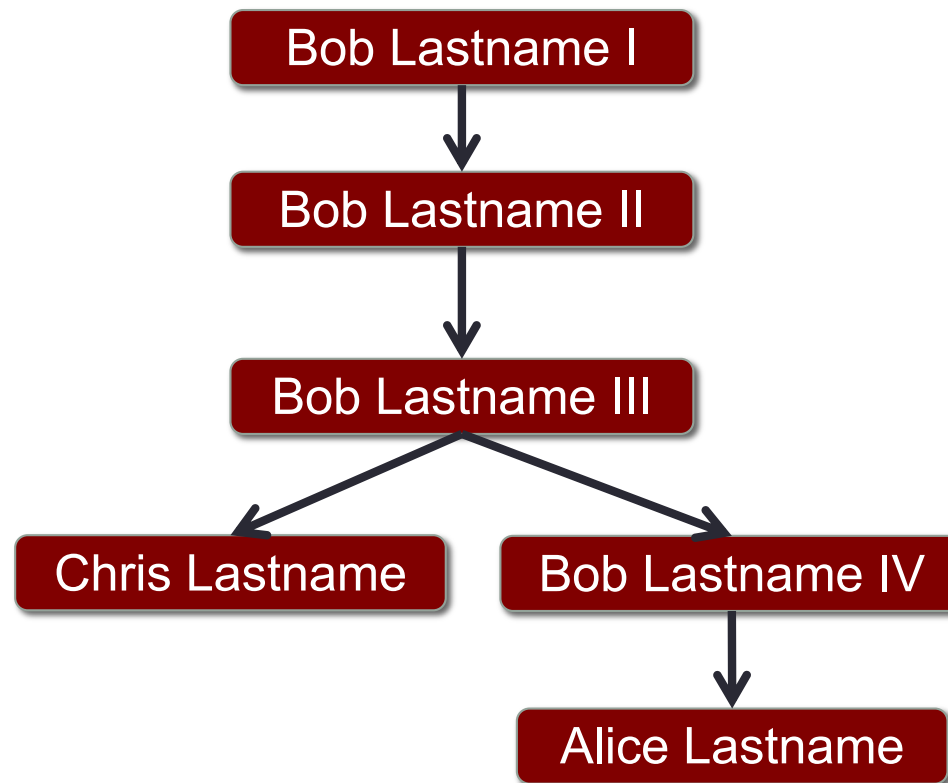 Bob Lastname I
Bob Lastname II
Bob Lastname III
Chris Lastname
Bob Lastname IV
Alice Lastname